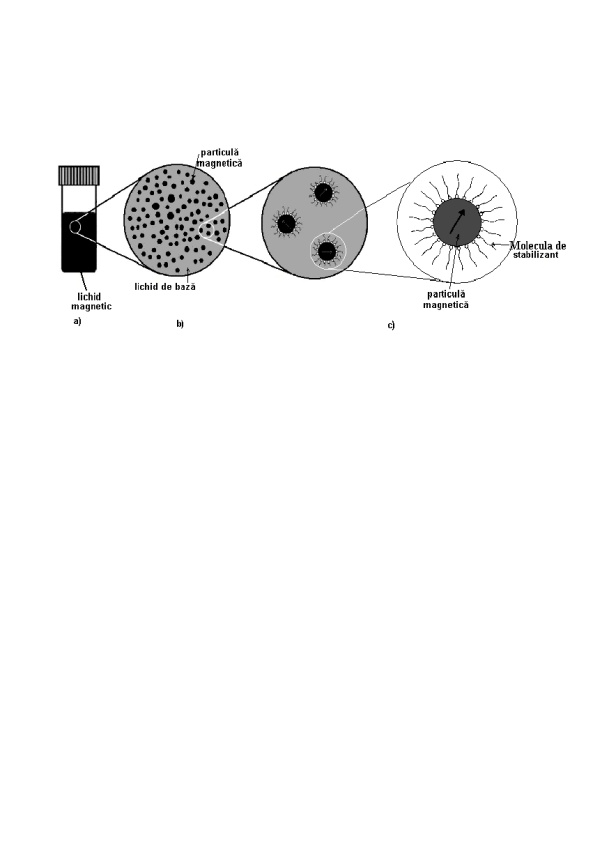 particulă
magnetică
Molecula de
stabilizant
lichid de bază
lichid
magnetic
particulă
magnetică
a)
b)
c)